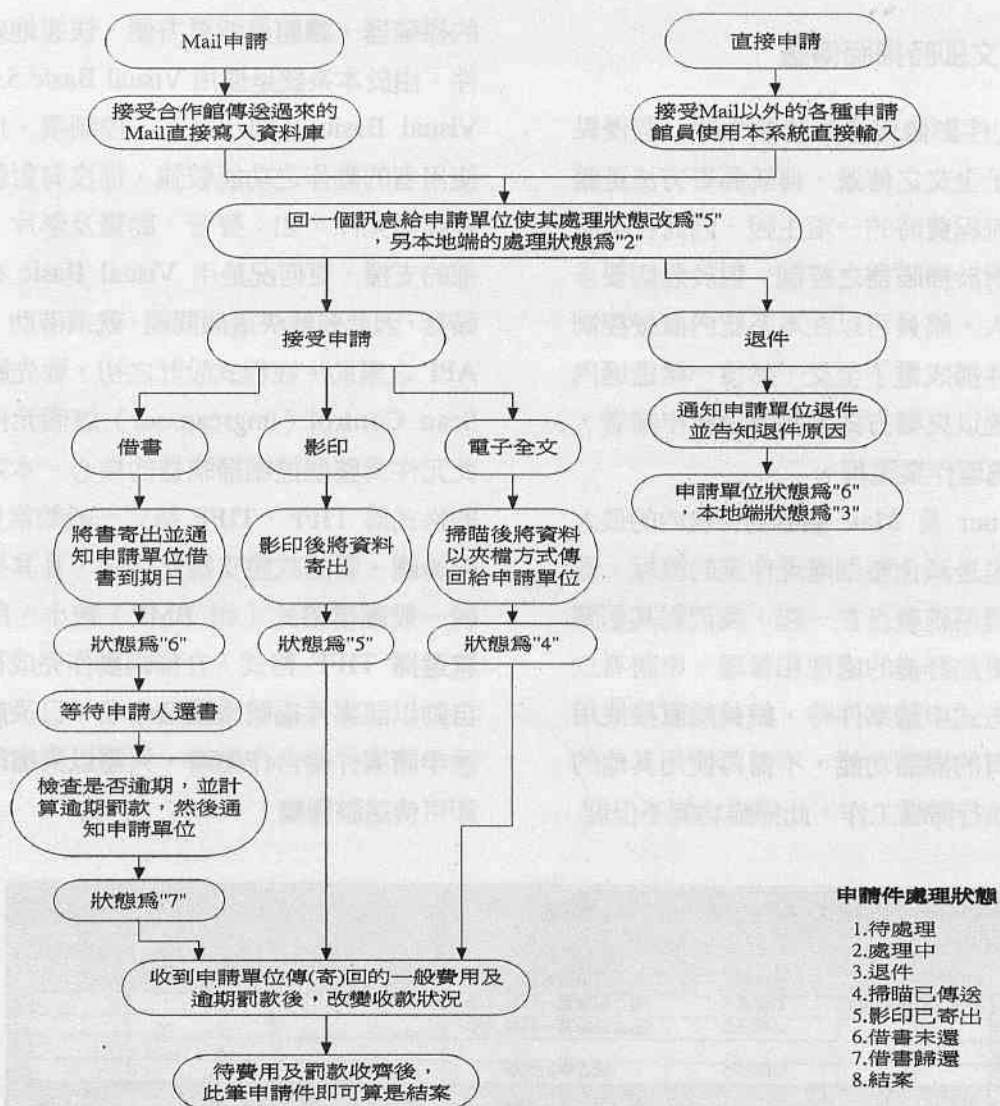 Mail申請
直接申請
接受合作館傳送過來的
Mail直接寫入資料庫
接受Mail以外的各種申請
館員使用本系統直接輸入
回一個訊息給申請單位使其處理狀態改爲"5"
，另本地端的處理狀態爲"2"
接受申請
退件
借書
影印
電子全文
通知申請單位退件
並告知退件原因
將書寄出並通
知申請單位借
書到期日
影印後將資料
寄出
掃瞄後將資料
以夾檔方式傳
回給申請單位
申請單位狀態爲"6"
，本地端狀態爲"3"
狀態爲"6"
狀態爲"5"
狀態爲"4"
等待申請人還書
檢查是否逾期，並計
算逾期罰款，然後通
知申請單位
狀態爲"7"
收到申請單位傳(寄)回的一般費用及
逾期罰款後，改變收款狀況
待費用及罰款收齊後，
此筆申請件即可算是結案
申請件處理狀態
1.待處理
2.處理中
3.退件
4.掃瞄已傳送
5.影印已寄出
6.借書未還
7.借書歸還
8.結案